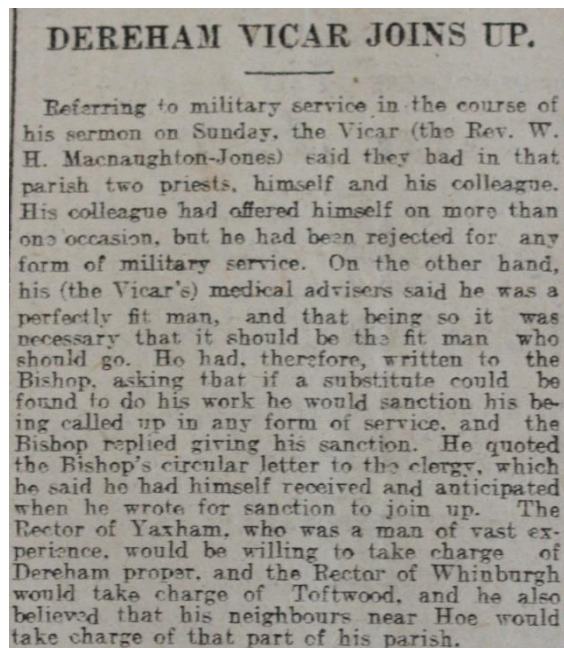 DEREHAM VICAR JOINS UP.
Referring to military service in the course of
his sermon on Sunday, the Vicar (the Rev. W.
H. Macnaughton-Jones) said they had in that
parish two priests, himself and his colleague.
His colleague had offered himself on more than
one occasion, but he had been rejected for any
form of military service. On the other hand,
his (the Vicar's) medical advisers said he was a
perfectly fit man, and that being so it was
necessary that it should be the fit man who
should go. He had, therefore, written to the
Bishop, asking that if a substitute could be
found to do his work he would sanction his be-
ing called up in any form of service, and the
Bishop replied giving his sanction. He quoted
the Bishop's circular letter to the clergy, which
he said he had himself received and anticipated
when he wrote for sanction to join up. The
Rector of Yaxham, who was a man of vast ex-
perience, would be willing to take charge of
Dereham proper, and the Rector of Whinburgh
would take charge of Toftwood, and he also
believed that his neighbours near Hoe would
take charge of that part of his parish.